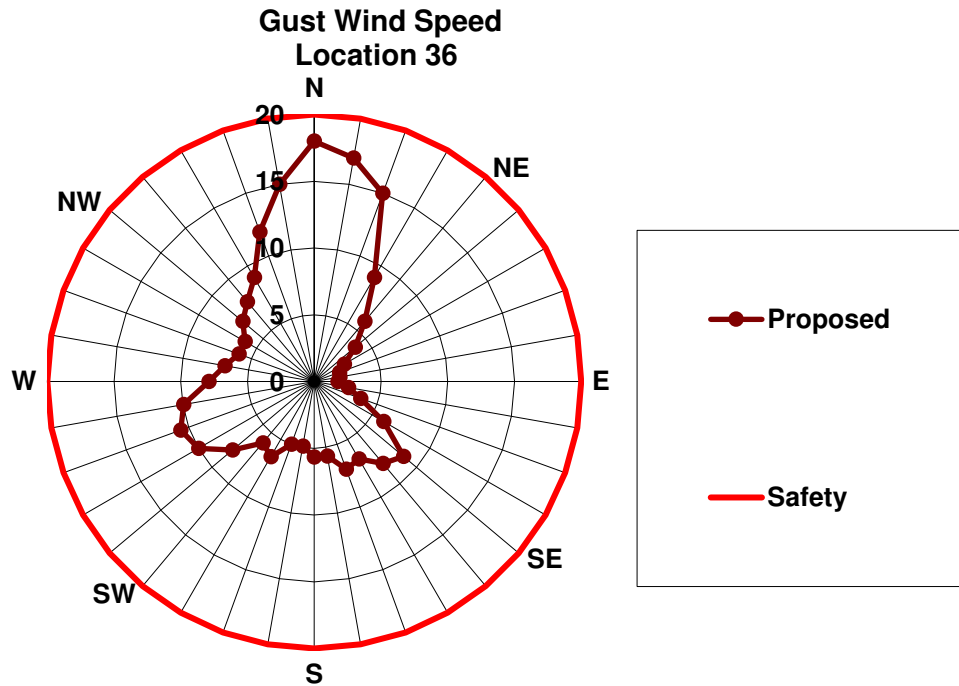 Gust Wind Speed
Location 36
N
20
15
10
5
0
NE
E
SE
S
SW
W
NW
Proposed
Safety